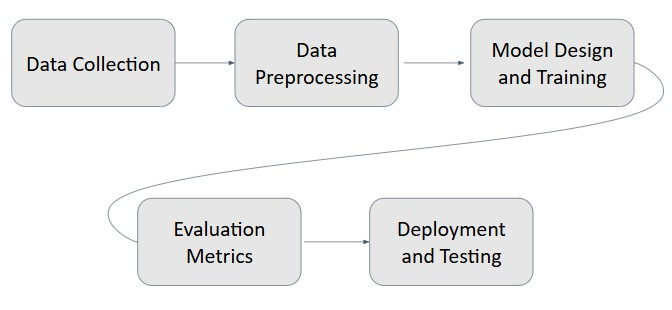 Data Collection
Data
Preprocessing
Model Design
and Training
Evaluation
Metrics
Deployment
and Testing